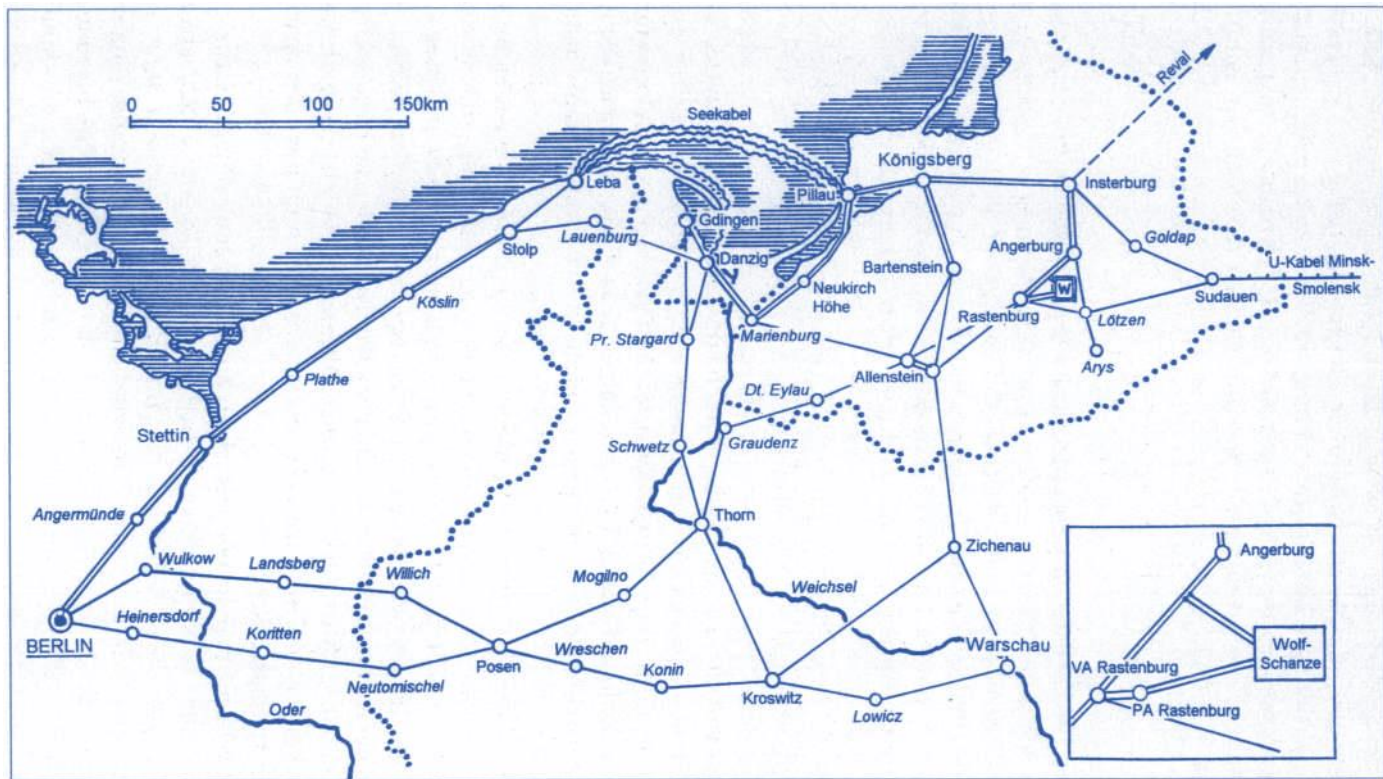 0 50 100 150km
Seekabel
Reval
Königsberg
Leba
Pillau
Insterburg
Gdingen
Lauenburg
Stolp
Goldap
Angerburg
Danzig
Bartenstein
U-Kabel Minsk-
Smolensk
Neukirch
Höhe
W
Köslin
Sudauen
Rastenburg
Lötzen
Marienburg
Pr. Stargard
Arys
Allenstein
Plathe
Dt. Eylau
Stettin
Graudenz
Schwetz
Angermünde
Thorn
Zichenau
Angerburg
Wulkow
Landsberg
Willich
Mogilno
Weichsel
Heinersdorf
BERLIN
Koritten
Posen
Wreschen
Warschau
Wolf-
Schanze
Konin
VA Rastenburg
Neutomischel
Kroswitz
PA Rastenburg
Lowicz
Oder